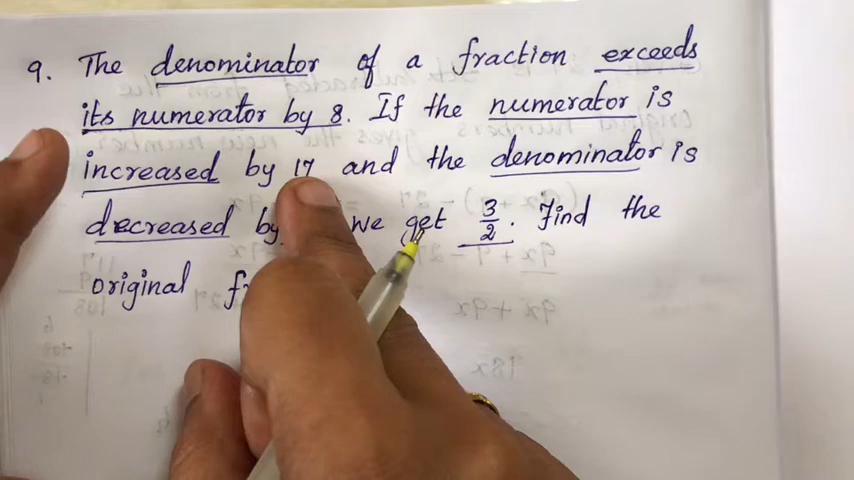 9. The denominator of a fraction exceeds
its numerator by 8. If the numerator is
increased by 17 and the denominator is
decreased by we get 3/2. Find the
original